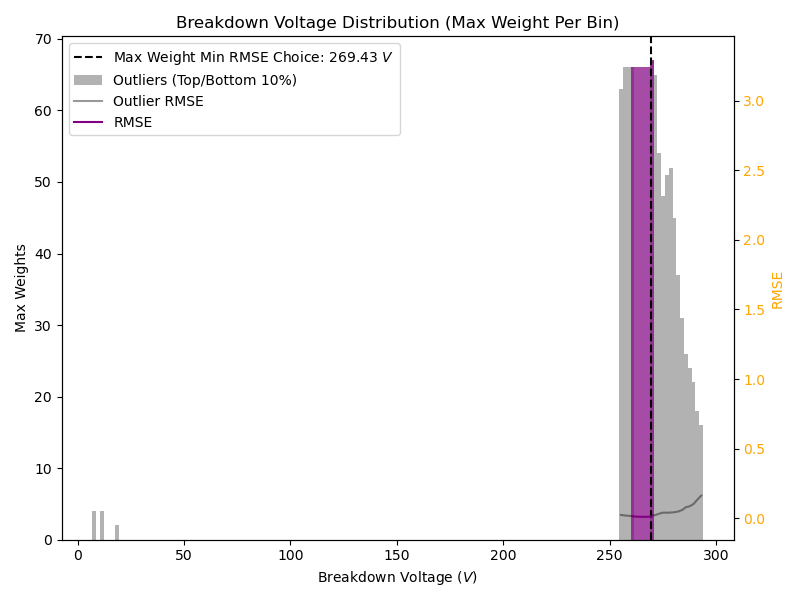 Breakdown Voltage Distribution (Max Weight Per Bin)
Max Weight Min RMSE Choice: 269.43 V
Outliers (Top/Bottom 10%)
Outlier RMSE
RMSE
70
60
50
40
30
20
10
0
Max Weights
3.0
2.5
2.0
1.5
1.0
0.5
0.0
RMSE
0 50 100 150 200 250 300
Breakdown Voltage (V)